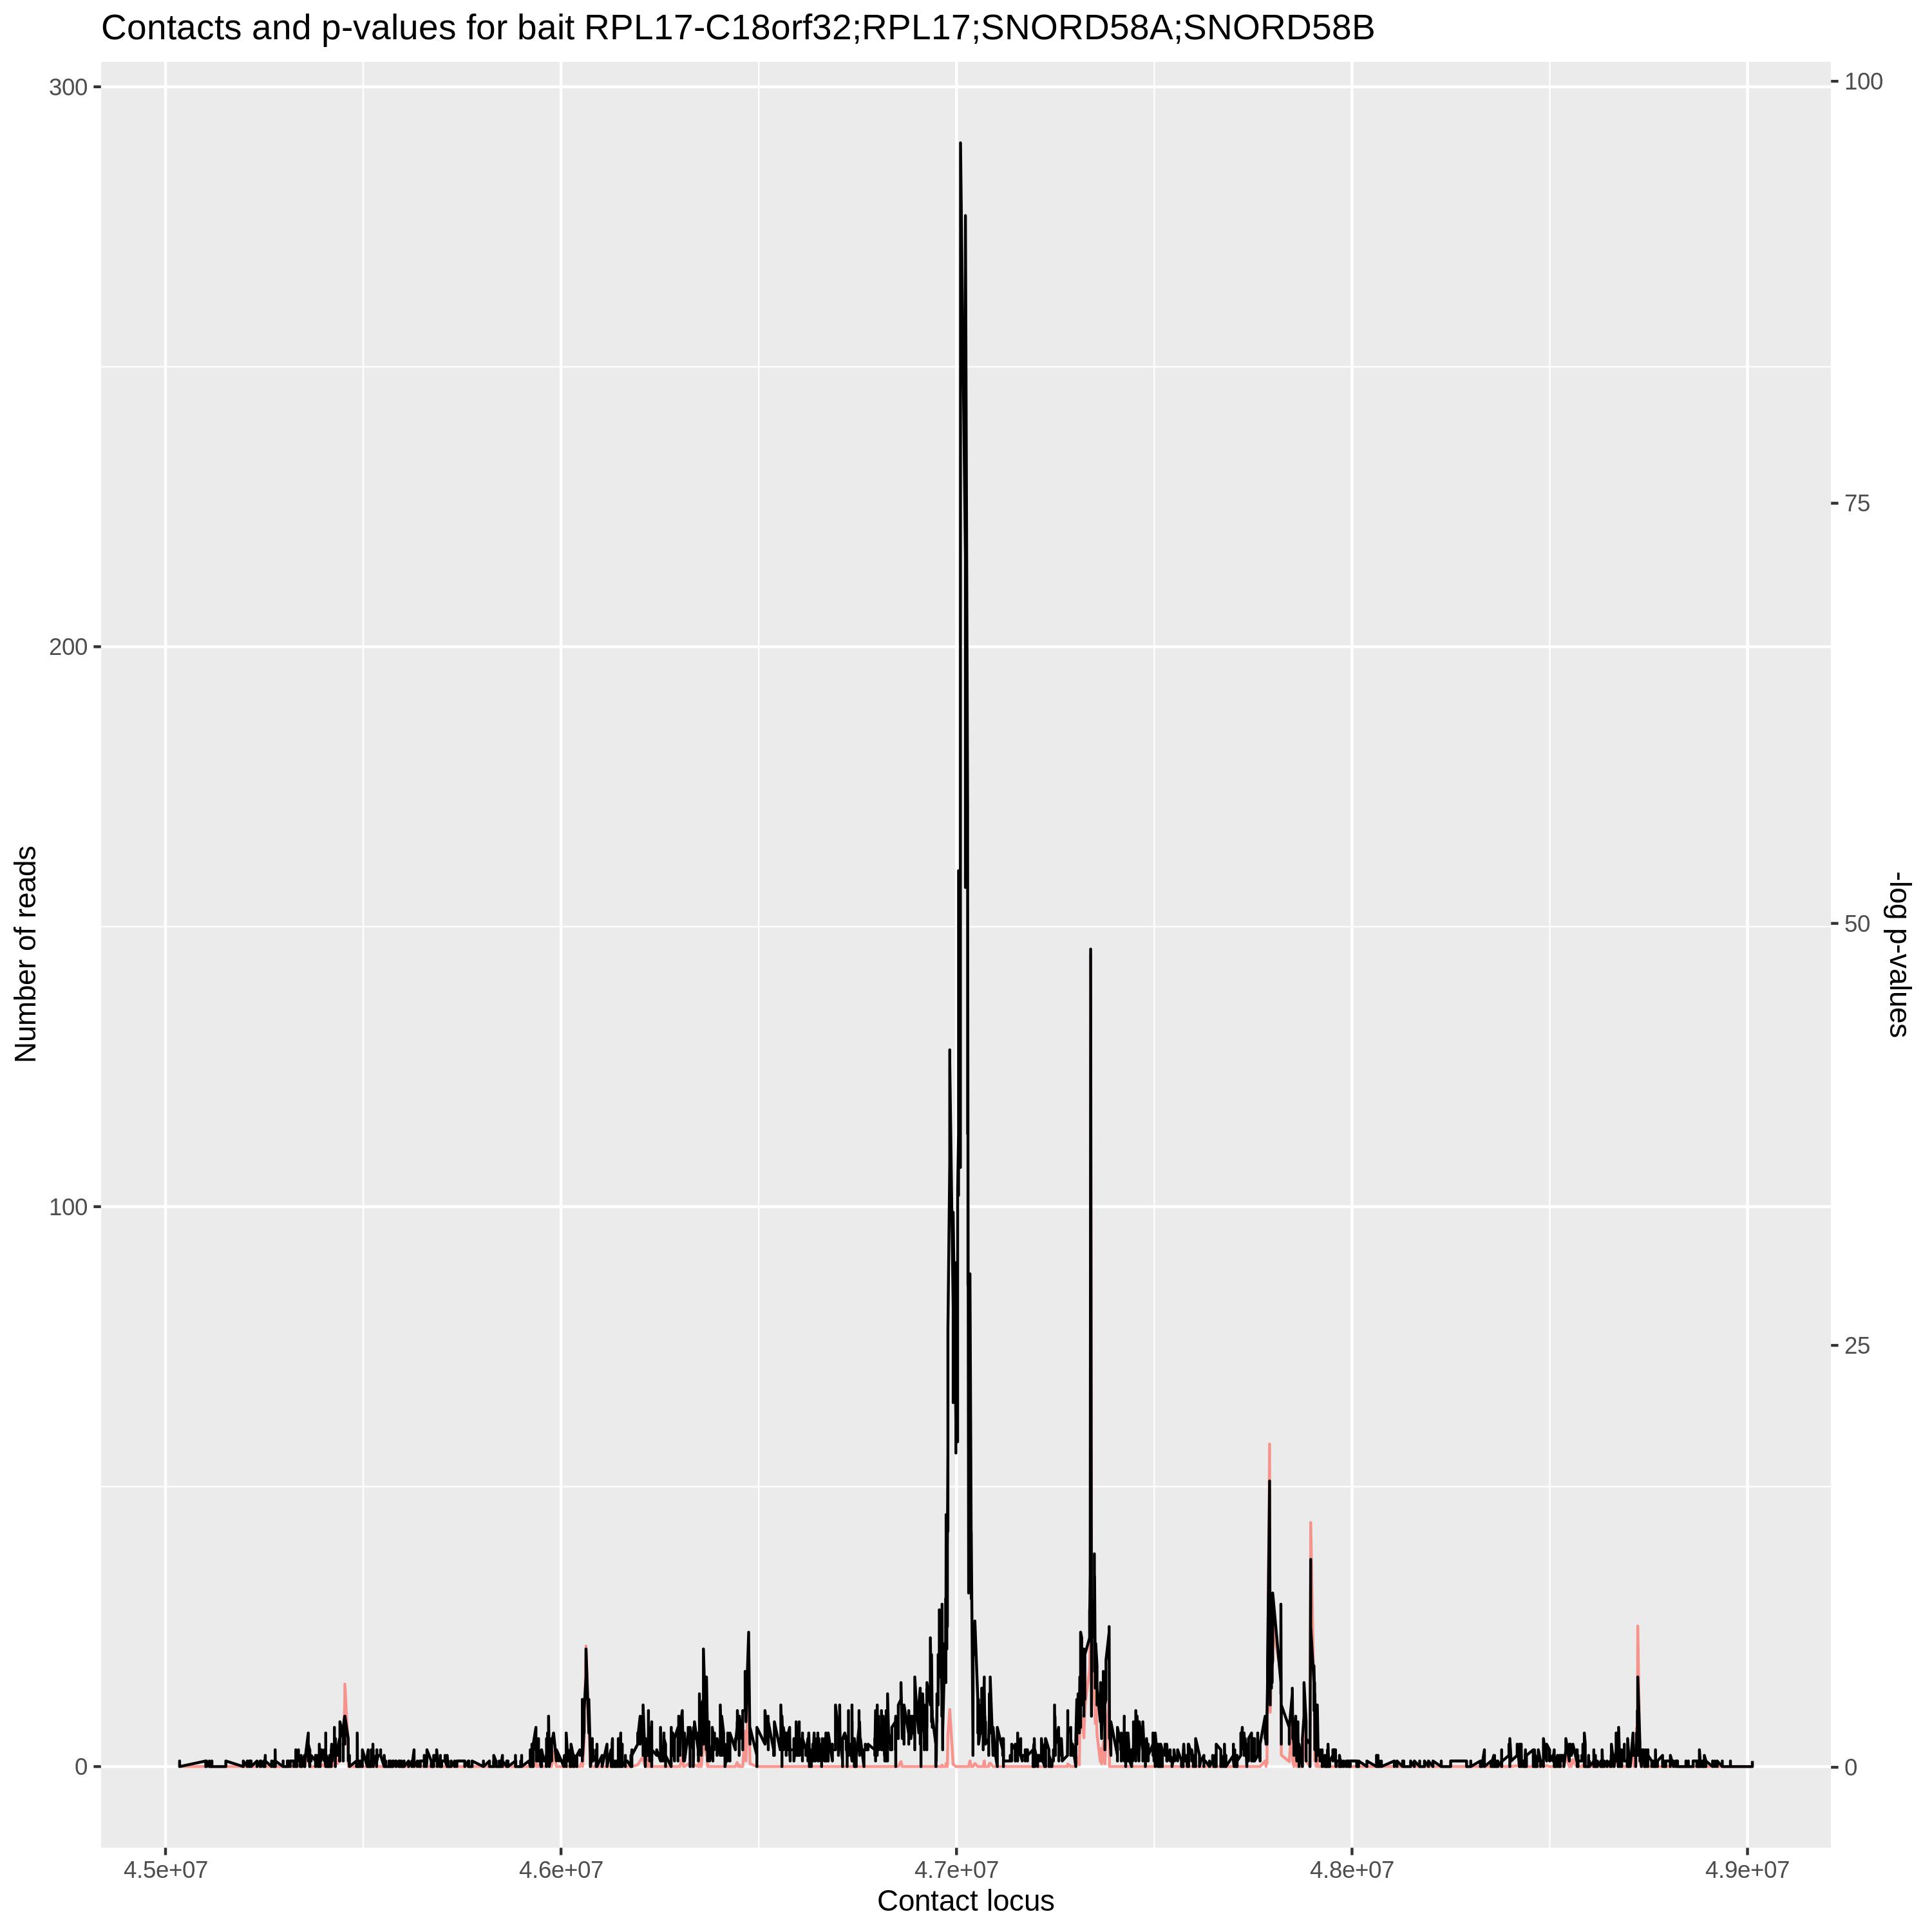 Contacts and p-values for bait RPL17-C18orf32;RPL17;SNORD58A;SNORD58B
300
200
100
0
Number of reads
100
75
50
25
0
-log p-values
4.5e+07
4.6e+07
4.7e+07
4.8e+07
4.9e+07
Contact locus